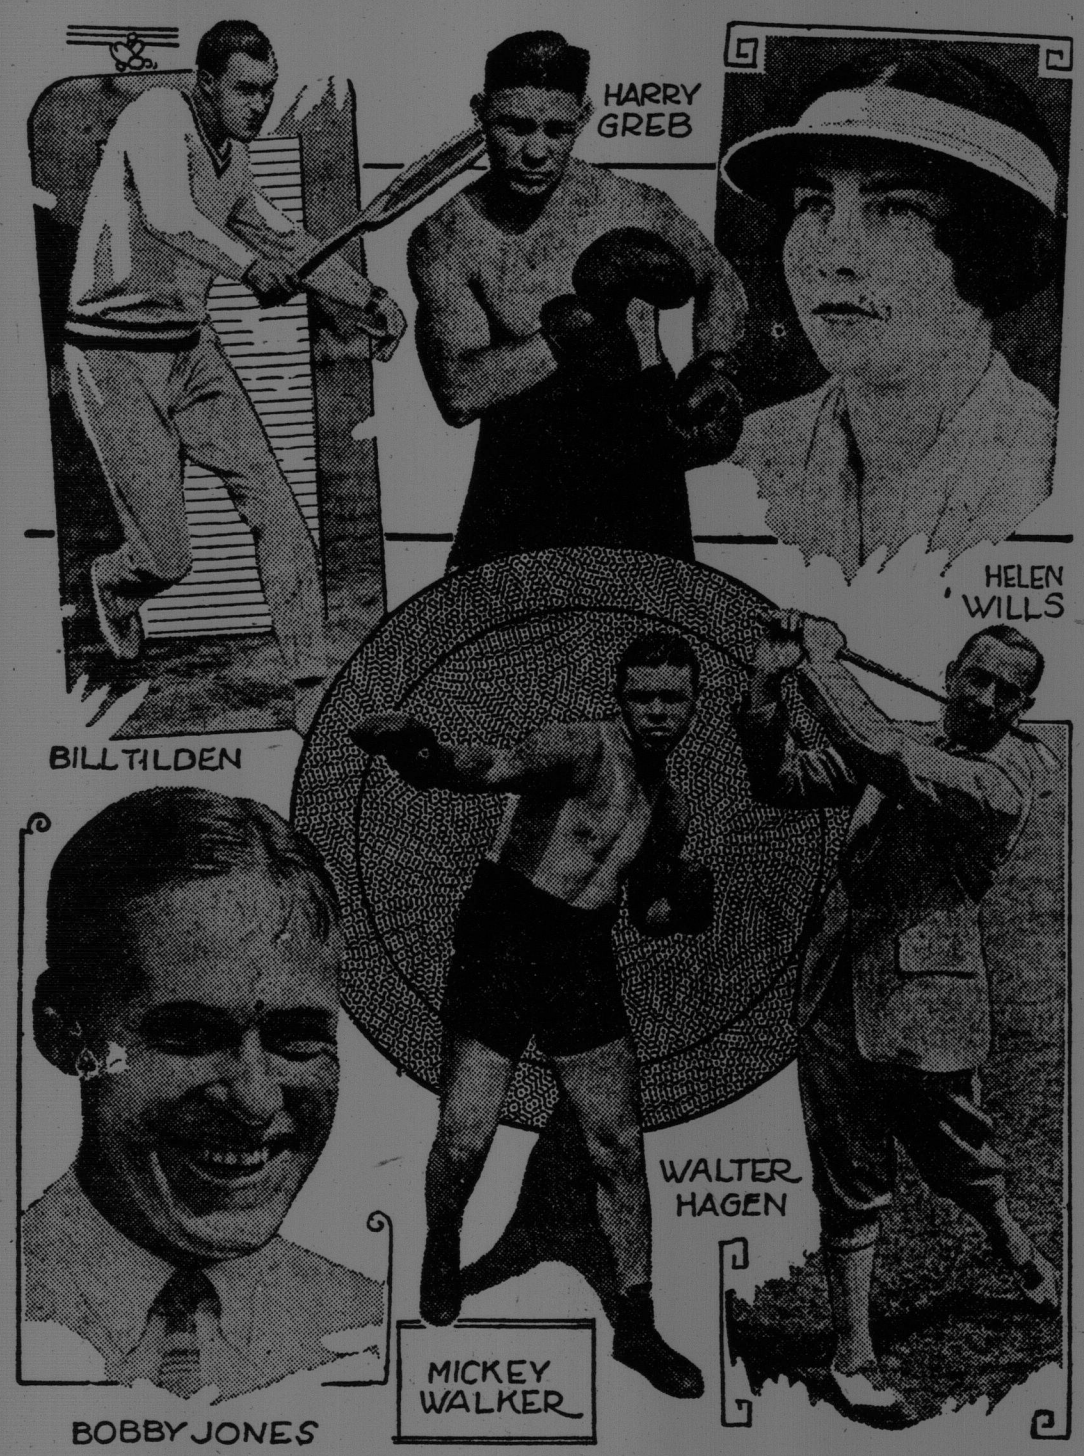 HARRY
GREB
HELEN
WILLS
BILL TILDEN
WALTER
HAGEN
MICKEY
WALKER
BOBBY JONES